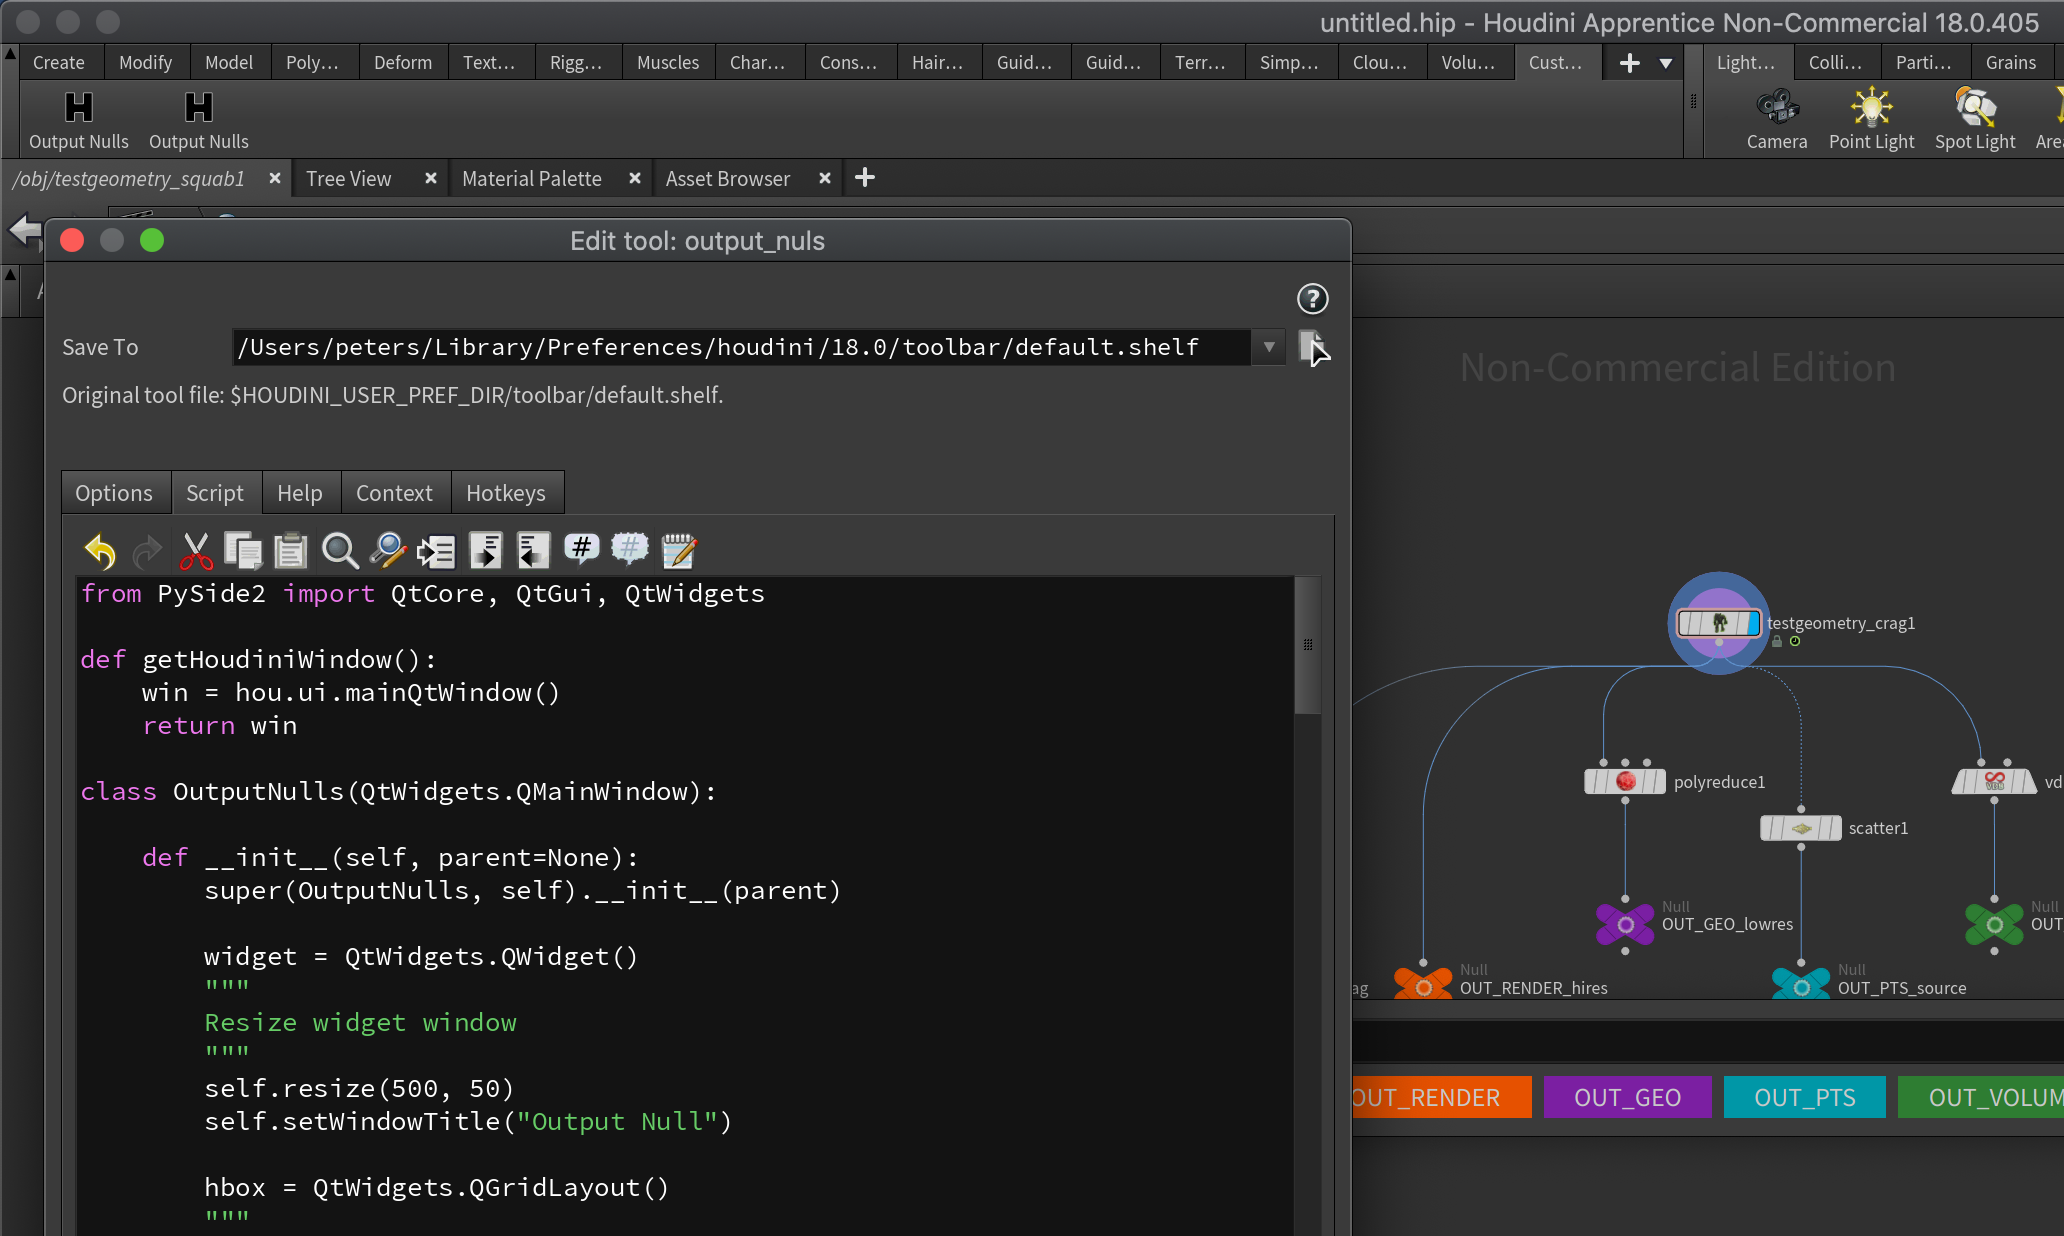 untitled.hip - Houdini Apprentice Non-Commercial 18.0.405
Create Modify Model Poly... Deform Text... Rigg... Muscles Char... Cons... Hair... Guid... Guid... Terr... Simp... Clou... Volu... Cust... Light... Colli... Parti... Grains
Output Nulls Output Nulls Camera Point Light Spot Light
/obj/testgeometry_squab1 Tree View Material Palette Asset Browser
Edit tool: output_nuls
Save To /Users/peters/Library/Preferences/houdini/18.0/toolbar/default.shelf
Original tool file: $HOUDINI_USER_PREF_DIR/toolbar/default.shelf.
Options Script Help Context Hotkeys
from PySide2 import QtCore, QtGui, QtWidgets
def getHoudiniWindow():
win = hou.ui.mainQtWindow()
return win
class OutputNulls(QtWidgets.QMainWindow):
def __init__(self, parent=None):
super(OutputNulls, self).__init__(parent)
widget = QtWidgets.QWidget()
"""
Resize widget window
"""
self.resize(500, 50)
self.setWindowTitle("Output Null")
hbox = QtWidgets.QGridLayout()
"""
Non-Commercial Edition
testgeometry_crag1
polyreduce1
vd
scatter1
Null
OUT_GEO_lowres
Null
OUT
Null
OUT_RENDER_hires
Null
OUT_PTS_source
ag
OUT_RENDER OUT_GEO OUT_PTS OUT_VOLUM